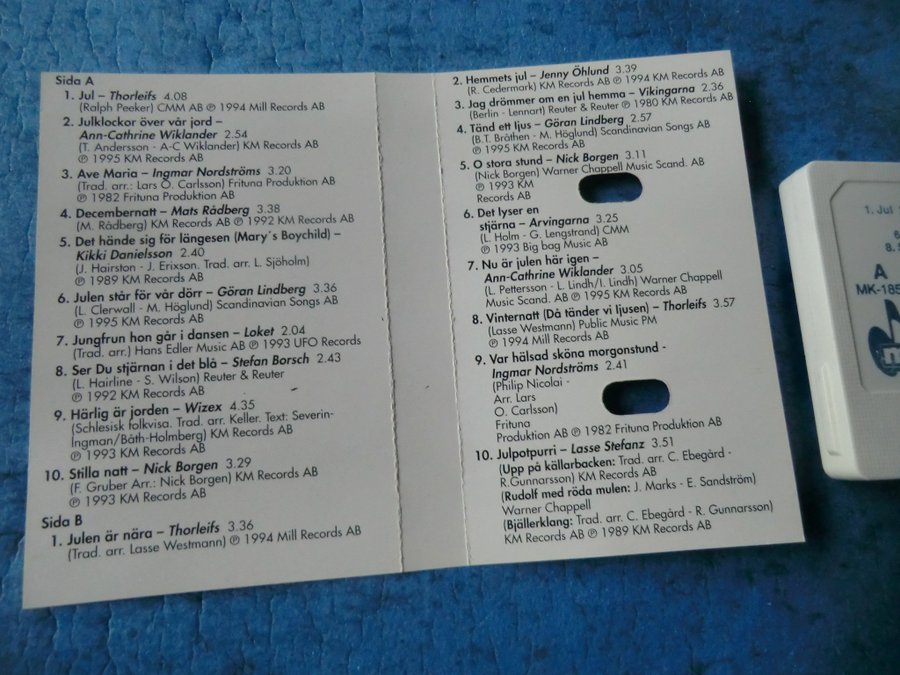 Sida A
1. Jul – Thorleifs 4.08
(Ralph Peeker) CMM AB ℗ 1994 Mill Records AB
2. Julklockor över vår jord –
Ann-Cathrine Wiklander 2.54
(T. Andersson - A-C Wiklander) KM Records AB
℗ 1995 KM Records AB
3. Ave Maria – Ingmar Nordströms 3.20
(Trad. arr.: Lars O. Carlsson) Frituna Produktion AB
℗ 1982 Frituna Produktion AB
4. Decembernatt – Mats Rådberg 3.38
(M. Rådberg) KM Records AB ℗ 1992 KM Records AB
5. Det hände sig för längesen (Mary´s Boychild) –
Kikki Danielsson 2.40
(J. Hairston - J. Erixson. Trad. arr. L. Sjöholm)
℗ 1989 KM Records AB
6. Julen står för vår dörr – Göran Lindberg 3.36
(L. Clerwall - M. Höglund) Scandinavian Songs AB
℗ 1995 KM Records AB
7. Jungfrun hon går i dansen – Loket 2.04
(Trad. arr.) Hans Edler Music AB ℗ 1993 UFO Records
8. Ser Du stjärnan i det blå – Stefan Borsch 2.43
(L. Hairline - S. Wilson) Reuter & Reuter
℗ 1992 KM Records AB
9. Härlig är jorden – Wizex 4.35
(Schlesisk folkvisa. Trad. arr. Keller. Text: Severin-
Ingman/Båth-Holmberg) KM Records AB
10. Stilla natt – Nick Borgen 3.29
(F. Gruber Arr.: Nick Borgen) KM Records AB
℗ 1993 KM Records AB
Sida B
1. Julen är nära – Thorleifs 3.36
(Trad. arr. Lasse Westmann) ℗ 1994 Mill Records AB
2. Hemmets jul – Jenny Öhlund 3.39
(R. Cedermark) KM Records AB ℗ 1994 KM Records AB
3. Jag drömmer om en jul hemma – Vikingarna 2.36
(Berlin - Lennart) Reuter & Reuter ℗ 1980 KM Records AB
4. Tänd ett ljus – Göran Lindberg 2.57
(B.T. Bråthen - M. Höglund) Scandinavian Songs AB
℗ 1995 KM Records AB
5. O stora stund – Nick Borgen 3.11
(Nick Borgen) Warner Chappell Music Scand. AB
℗ 1993 KM
Records AB
6. Det lyser en
stjärna – Arvingarna 3.25
(L. Holm - G. Lengstrand) CMM
℗ 1993 Big bag Music AB
7. Nu är julen här igen –
Ann-Cathrine Wiklander 3.05
(L. Pettersson - L. Lindh/I. Lindh) Warner Chappell
Music Scand. AB ℗ 1995 KM Records AB
8. Vinternatt (Då tänder vi ljusen) – Thorleifs 3.57
(Lasse Westmann) Public Music PM
℗ 1994 Mill Records AB
9. Var hälsad sköna morgonstund -
Ingmar Nordströms 2.41
(Philip Nicolai -
Arr. Lars
O. Carlsson)
Frituna
Produktion AB ℗ 1982 Frituna Produktion AB
10. Julpotpurri – Lasse Stefanz 3.51
(Upp på källarbacken: Trad. arr. C. Ebegård -
R.Gunnarsson) KM Records AB
(Rudolf med röda mulen: J. Marks - E. Sandström)
Warner Chappell
(Bjällerklang: Trad. arr. C. Ebegård - R. Gunnarsson)
KM Records AB ℗ 1989 KM Records AB
1. Jul
6
8. S
A
MK-185